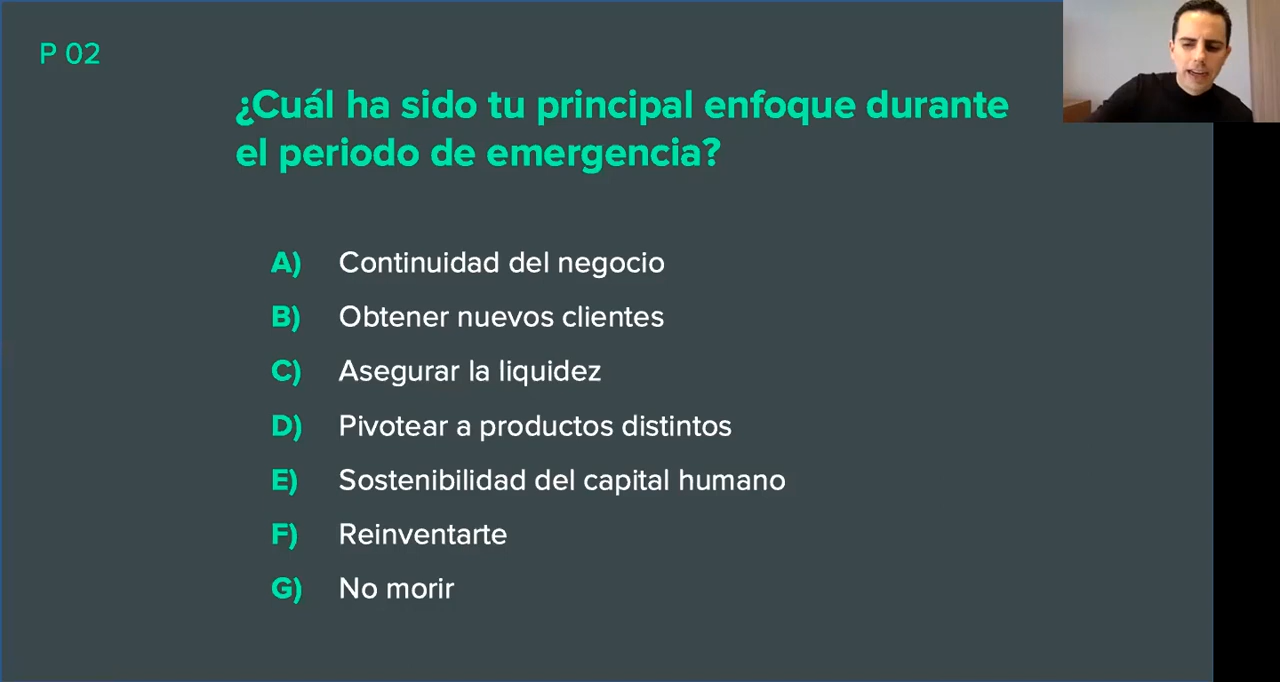 P 02
¿Cuál ha sido tu principal enfoque durante
el periodo de emergencia?
A) Continuidad del negocio
B) Obtener nuevos clientes
C) Asegurar la liquidez
D) Pivotear a productos distintos
E) Sostenibilidad del capital humano
F) Reinventarte
G) No morir